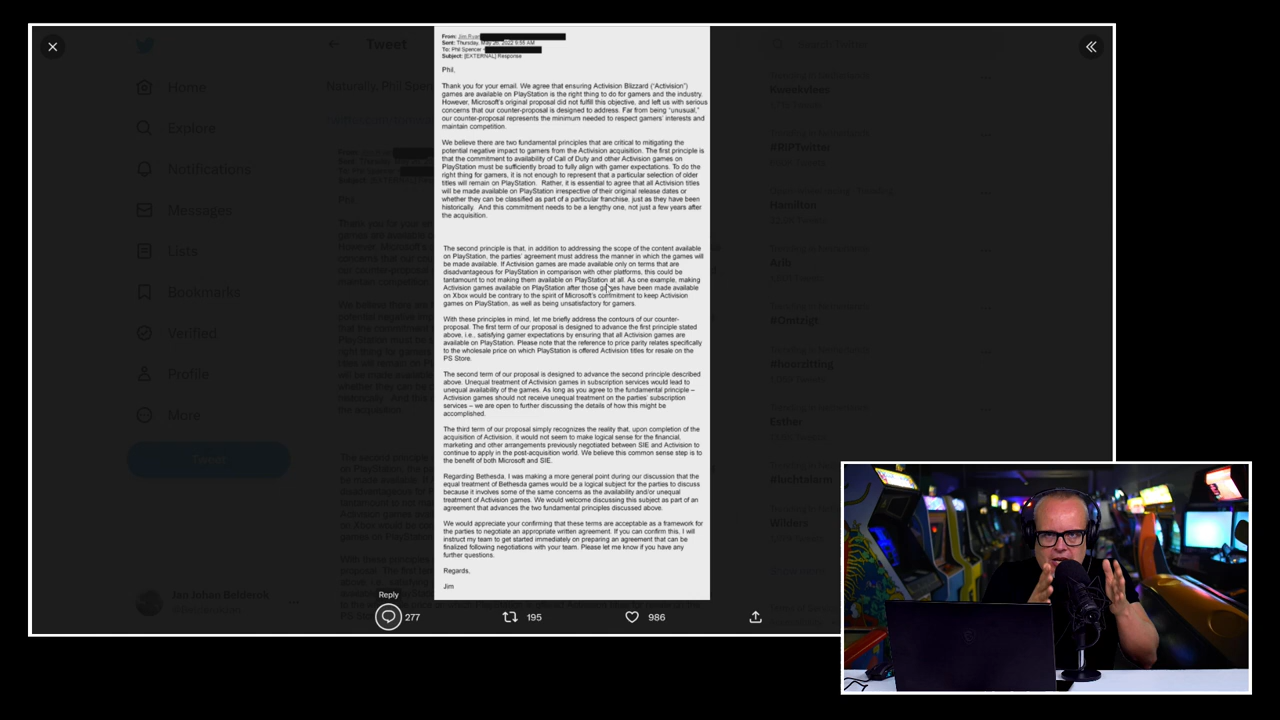 Tweet
Home
Explore
Notifications
Messages
Lists
Bookmarks
Verified
Profile
More
Tweet
Naturally, Phil Spen
From: Jim Ryan
Sent: Thursday, May 26, 2022 9:55 AM
To: Phil Spencer
Subject: [EXTERNAL] Response
Phil,
Thank you for your email. We agree that ensuring Activision Blizzard ("Activision")
games are available on PlayStation is the right thing to do for gamers and the industry.
However, Microsoft's original proposal did not fulfill this objective, and left us with serious
concerns that our counter-proposal is designed to address. Far from being "unusual,"
our counter-proposal represents the minimum needed to respect gamers' interests and
maintain competition.
We believe there are two fundamental principles that are critical to mitigating the
potential negative impact to gamers from the Activision acquisition. The first principle is
that the commitment to availability of Call of Duty and other Activision games on
PlayStation must be sufficiently broad to fully align with gamer expectations. To do the
right thing for gamers, it is not enough to represent that a particular selection of older
titles will remain on PlayStation. Rather, it is essential to agree that all Activision titles
will be made available on PlayStation irrespective of their original release dates or
whether they can be classified as part of a particular franchise, just as they have been
historically. And this commitment needs to be a lengthy one, not just a few years after
the acquisition.
The second principle is that, in addition to addressing the scope of the content available
on PlayStation, the parties' agreement must address the manner in which the games will
be made available. If Activision games are made available only on terms that are
disadvantageous for PlayStation in comparison with other platforms, this could be
tantamount to not making them available on PlayStation at all. As one example, making
Activision games available on PlayStation after those games have been made available
on Xbox would be contrary to the spirit of Microsoft's commitment to keep Activision
games on PlayStation, as well as being unsatisfactory for gamers.
With these principles in mind, let me briefly address the contours of our counter-
proposal. The first term of our proposal is designed to advance the first principle stated
above, i.e., satisfying gamer expectations by ensuring that all Activision games are
available on PlayStation. Please note that the reference to price parity relates specifically
to the wholesale price on which PlayStation is offered Activision titles for resale on the
PS Store.
The second term of our proposal is designed to advance the second principle described
above. Unequal treatment of Activision games in subscription services would lead to
unequal availability of the games. As long as you agree to the fundamental principle –
Activision games should not receive unequal treatment on the parties' subscription
services – we are open to further discussing the details of how this might be
accomplished.
The third term of our proposal simply recognizes the reality that, upon completion of the
acquisition of Activision, it would not seem to make logical sense for the financial,
marketing and other arrangements previously negotiated between SIE and Activision to
continue to apply in the post-acquisition world. We believe this common sense step is to
the benefit of both Microsoft and SIE.
Regarding Bethesda, I was making a more general point during our discussion that the
equal treatment of Bethesda games would be a logical subject for the parties to discuss
because it involves some of the same concerns as the availability and/or unequal
treatment of Activision games. We would welcome discussing this subject as part of an
agreement that advances the two fundamental principles discussed above.
We would appreciate your confirming that these terms are acceptable as a framework for
the parties to negotiate an appropriate written agreement. If you can confirm this, I will
instruct my team to get started immediately on preparing an agreement that can be
finalized following negotiations with your team. Please let me know if you have any
further questions.
Regards,
Jim
Reply
277
195
986
#RIPTwitter
Hamilton
Arib
#Qmtzigt
Esther
Jan Johan Belderok